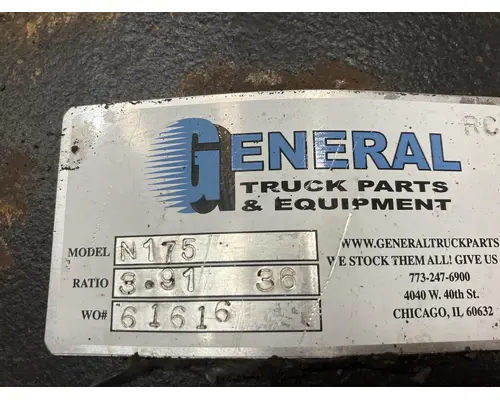 RC
GENERAL
TRUCK PARTS
& EQUIPMENT
MODEL N175
RATIO 3.91 36
WO# 61616
WWW.GENERALTRUCKPARTS
WE STOCK THEM ALL! GIVE US
773-247-6900
4040 W. 40th St.
CHICAGO, IL 60632